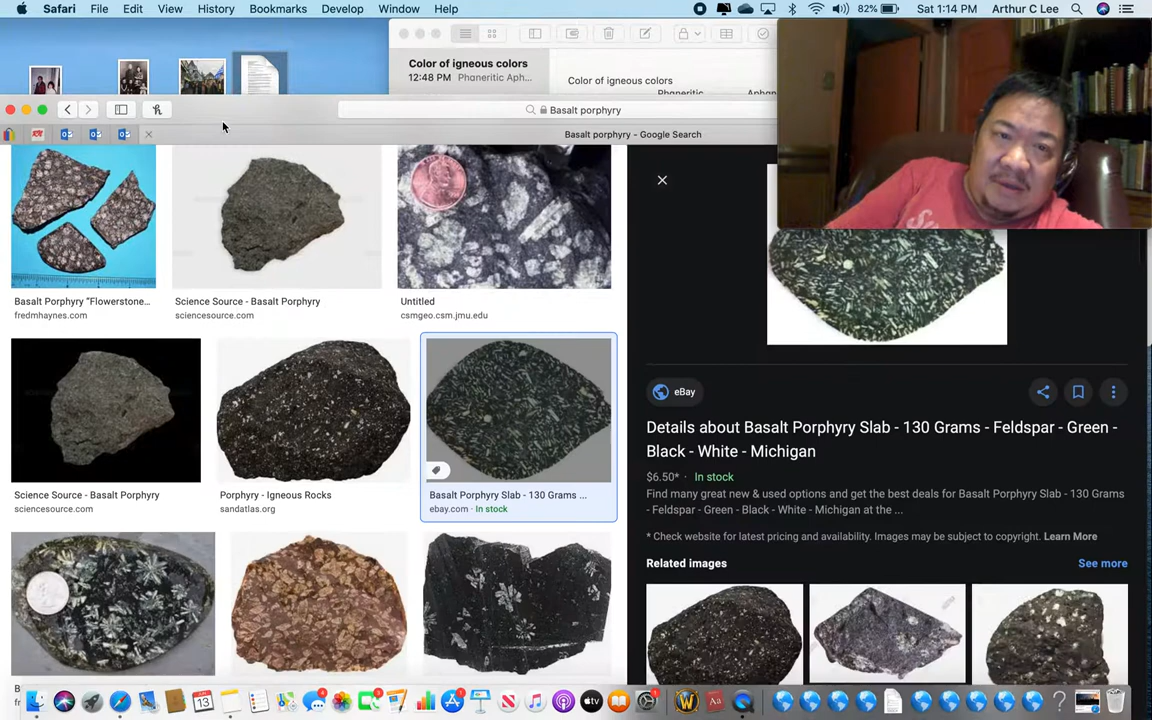 Safari File Edit View History Bookmarks Develop Window Help
82% Sat 1:14 PM Arthur C Lee
Color of igneous colors
12:48 PM Phaneritic Aph...
Color of igneous colors
Basalt porphyry
Basalt porphyry - Google Search
Basalt Porphyry "Flowerstone...
fredmhaynes.com
Science Source - Basalt Porphyry
sciencesource.com
Untitled
csmgeo.csm.jmu.edu
Science Source - Basalt Porphyry
sciencesource.com
Porphyry - Igneous Rocks
sandatlas.org
Basalt Porphyry Slab - 130 Grams ...
ebay.com · In stock
eBay
Details about Basalt Porphyry Slab - 130 Grams - Feldspar - Green -
Black - White - Michigan
$6.50* · In stock
Find many great new & used options and get the best deals for Basalt Porphyry Slab - 130 Grams
- Feldspar - Green - Black - White - Michigan at the ...
* Check website for latest pricing and availability. Images may be subject to copyright. Learn More
Related images
See more